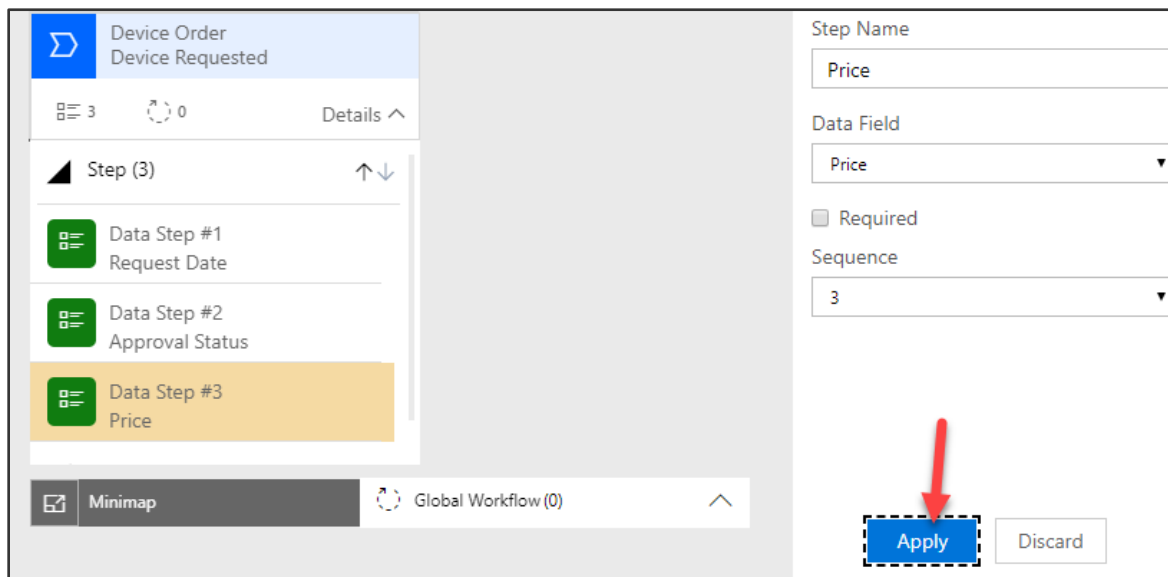 Device Order
Device Requested
3
0
Details
Step (3)
Data Step #1
Request Date
Data Step #2
Approval Status
Data Step #3
Price
Minimap
Global Workflow (0)
Step Name
Price
Data Field
Price
Required
Sequence
3
Apply
Discard